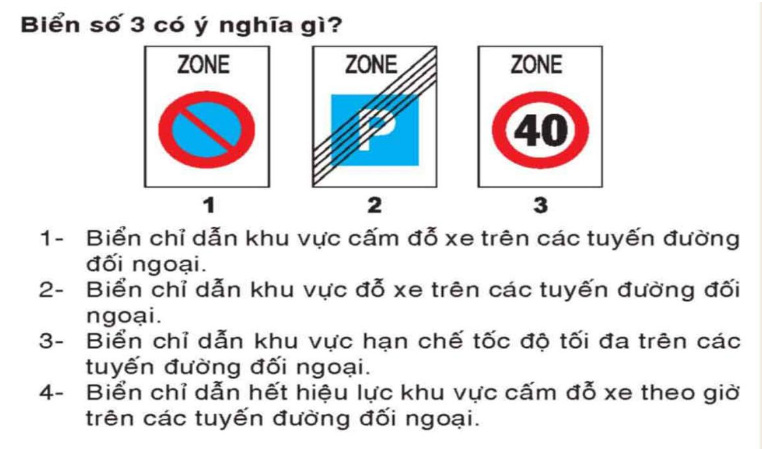 Biển số 3 có ý nghĩa gì?
ZONE ZONE ZONE
P 40
1 2 3
1- Biển chỉ dẫn khu vực cấm đỗ xe trên các tuyến đường
đối ngoại.
2- Biển chỉ dẫn khu vực đỗ xe trên các tuyến đường đối
ngoại.
3- Biển chỉ dẫn khu vực hạn chế tốc độ tối đa trên các
tuyến đường đối ngoại.
4- Biển chỉ dẫn hết hiệu lực khu vực cấm đỗ xe theo giờ
trên các tuyến đường đối ngoại.